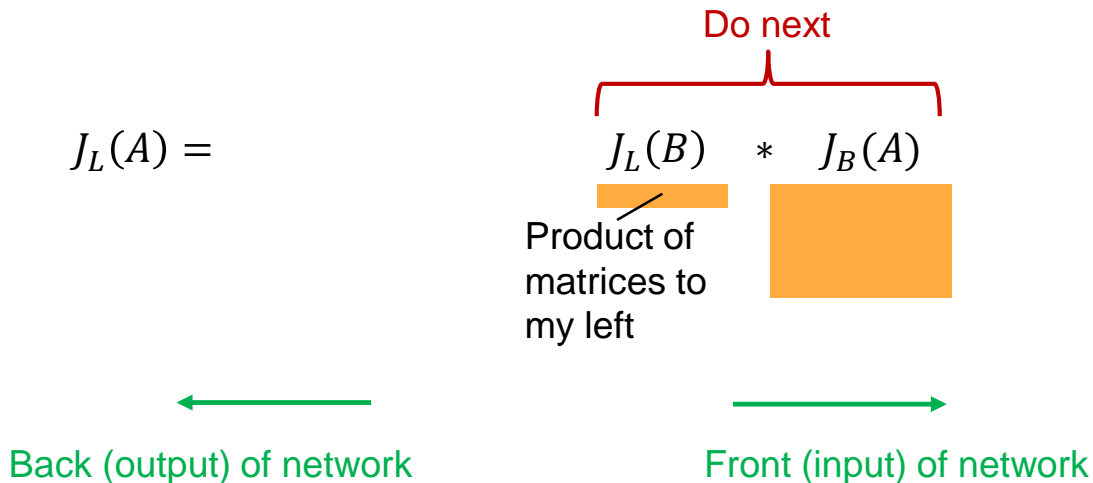 Do next
J_L(A) = J_L(B) * J_B(A)
Product of
matrices to
my left
Back (output) of network
Front (input) of network